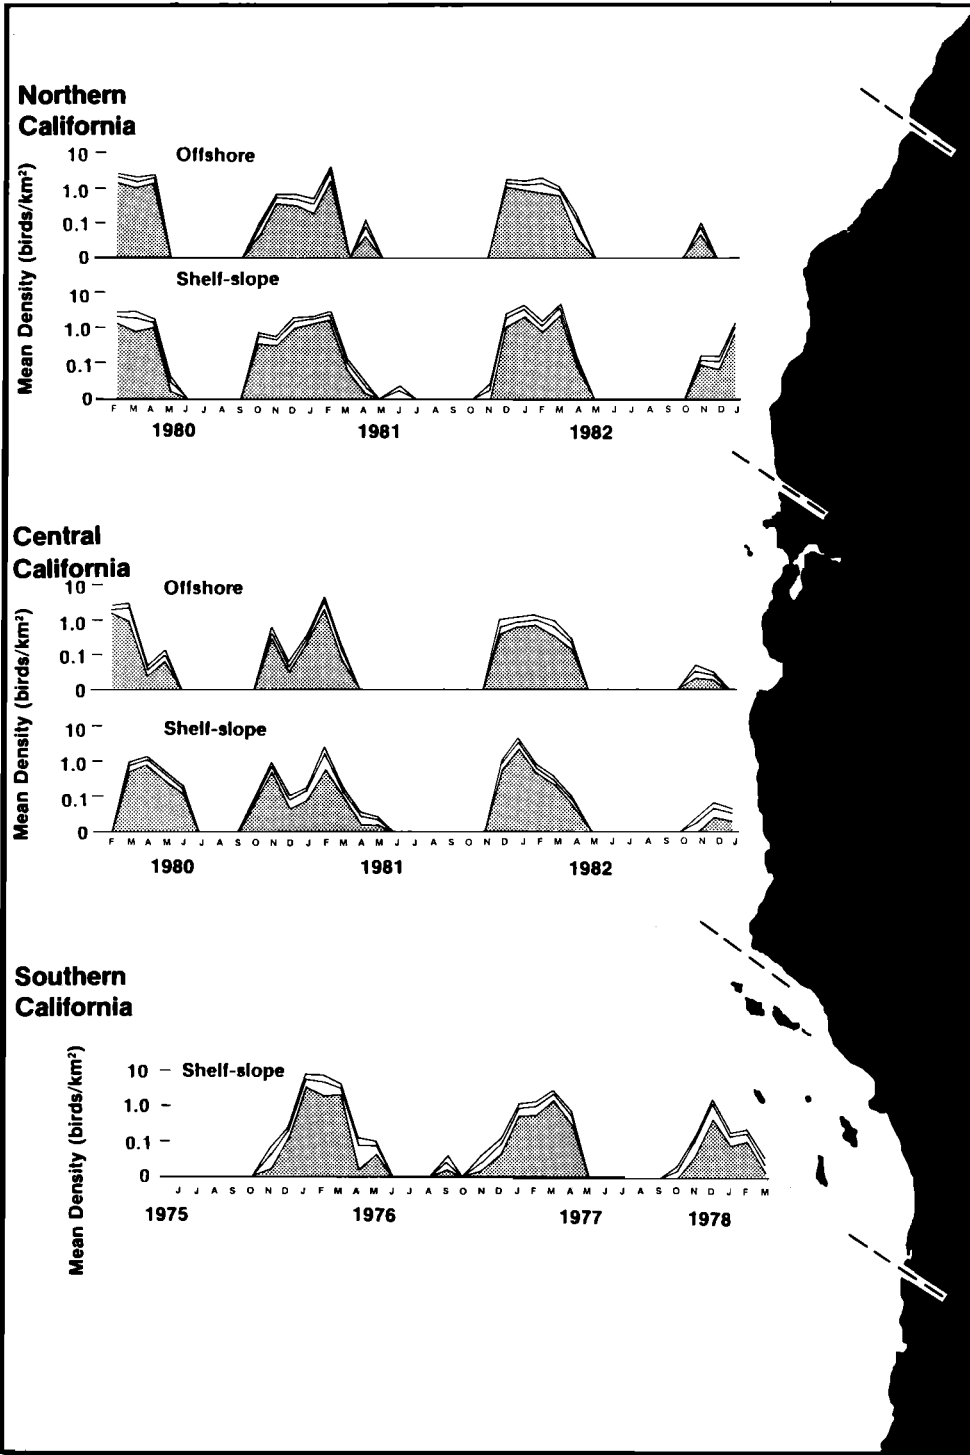 Northern
California
Mean Density (birds/km²)
Offshore
10
1.0
0.1
0
Shelf-slope
10
1.0
0.1
0
F M A M J J A S O N D J F M A M J J A S O N D J F M A M J J A S O N D J
1980 1981 1982
Central
California
Mean Density (birds/km²)
Offshore
10
1.0
0.1
0
Shelf-slope
10
1.0
0.1
0
F M A M J J A S O N D J F M A M J J A S O N D J F M A M J J A S O N D J
1980 1981 1982
Southern
California
Mean Density (birds/km²)
Shelf-slope
10
1.0
0.1
0
J J A S O N D J F M A M J J A S O N D J F M A M J J A S O N D J F M
1975 1976 1977 1978